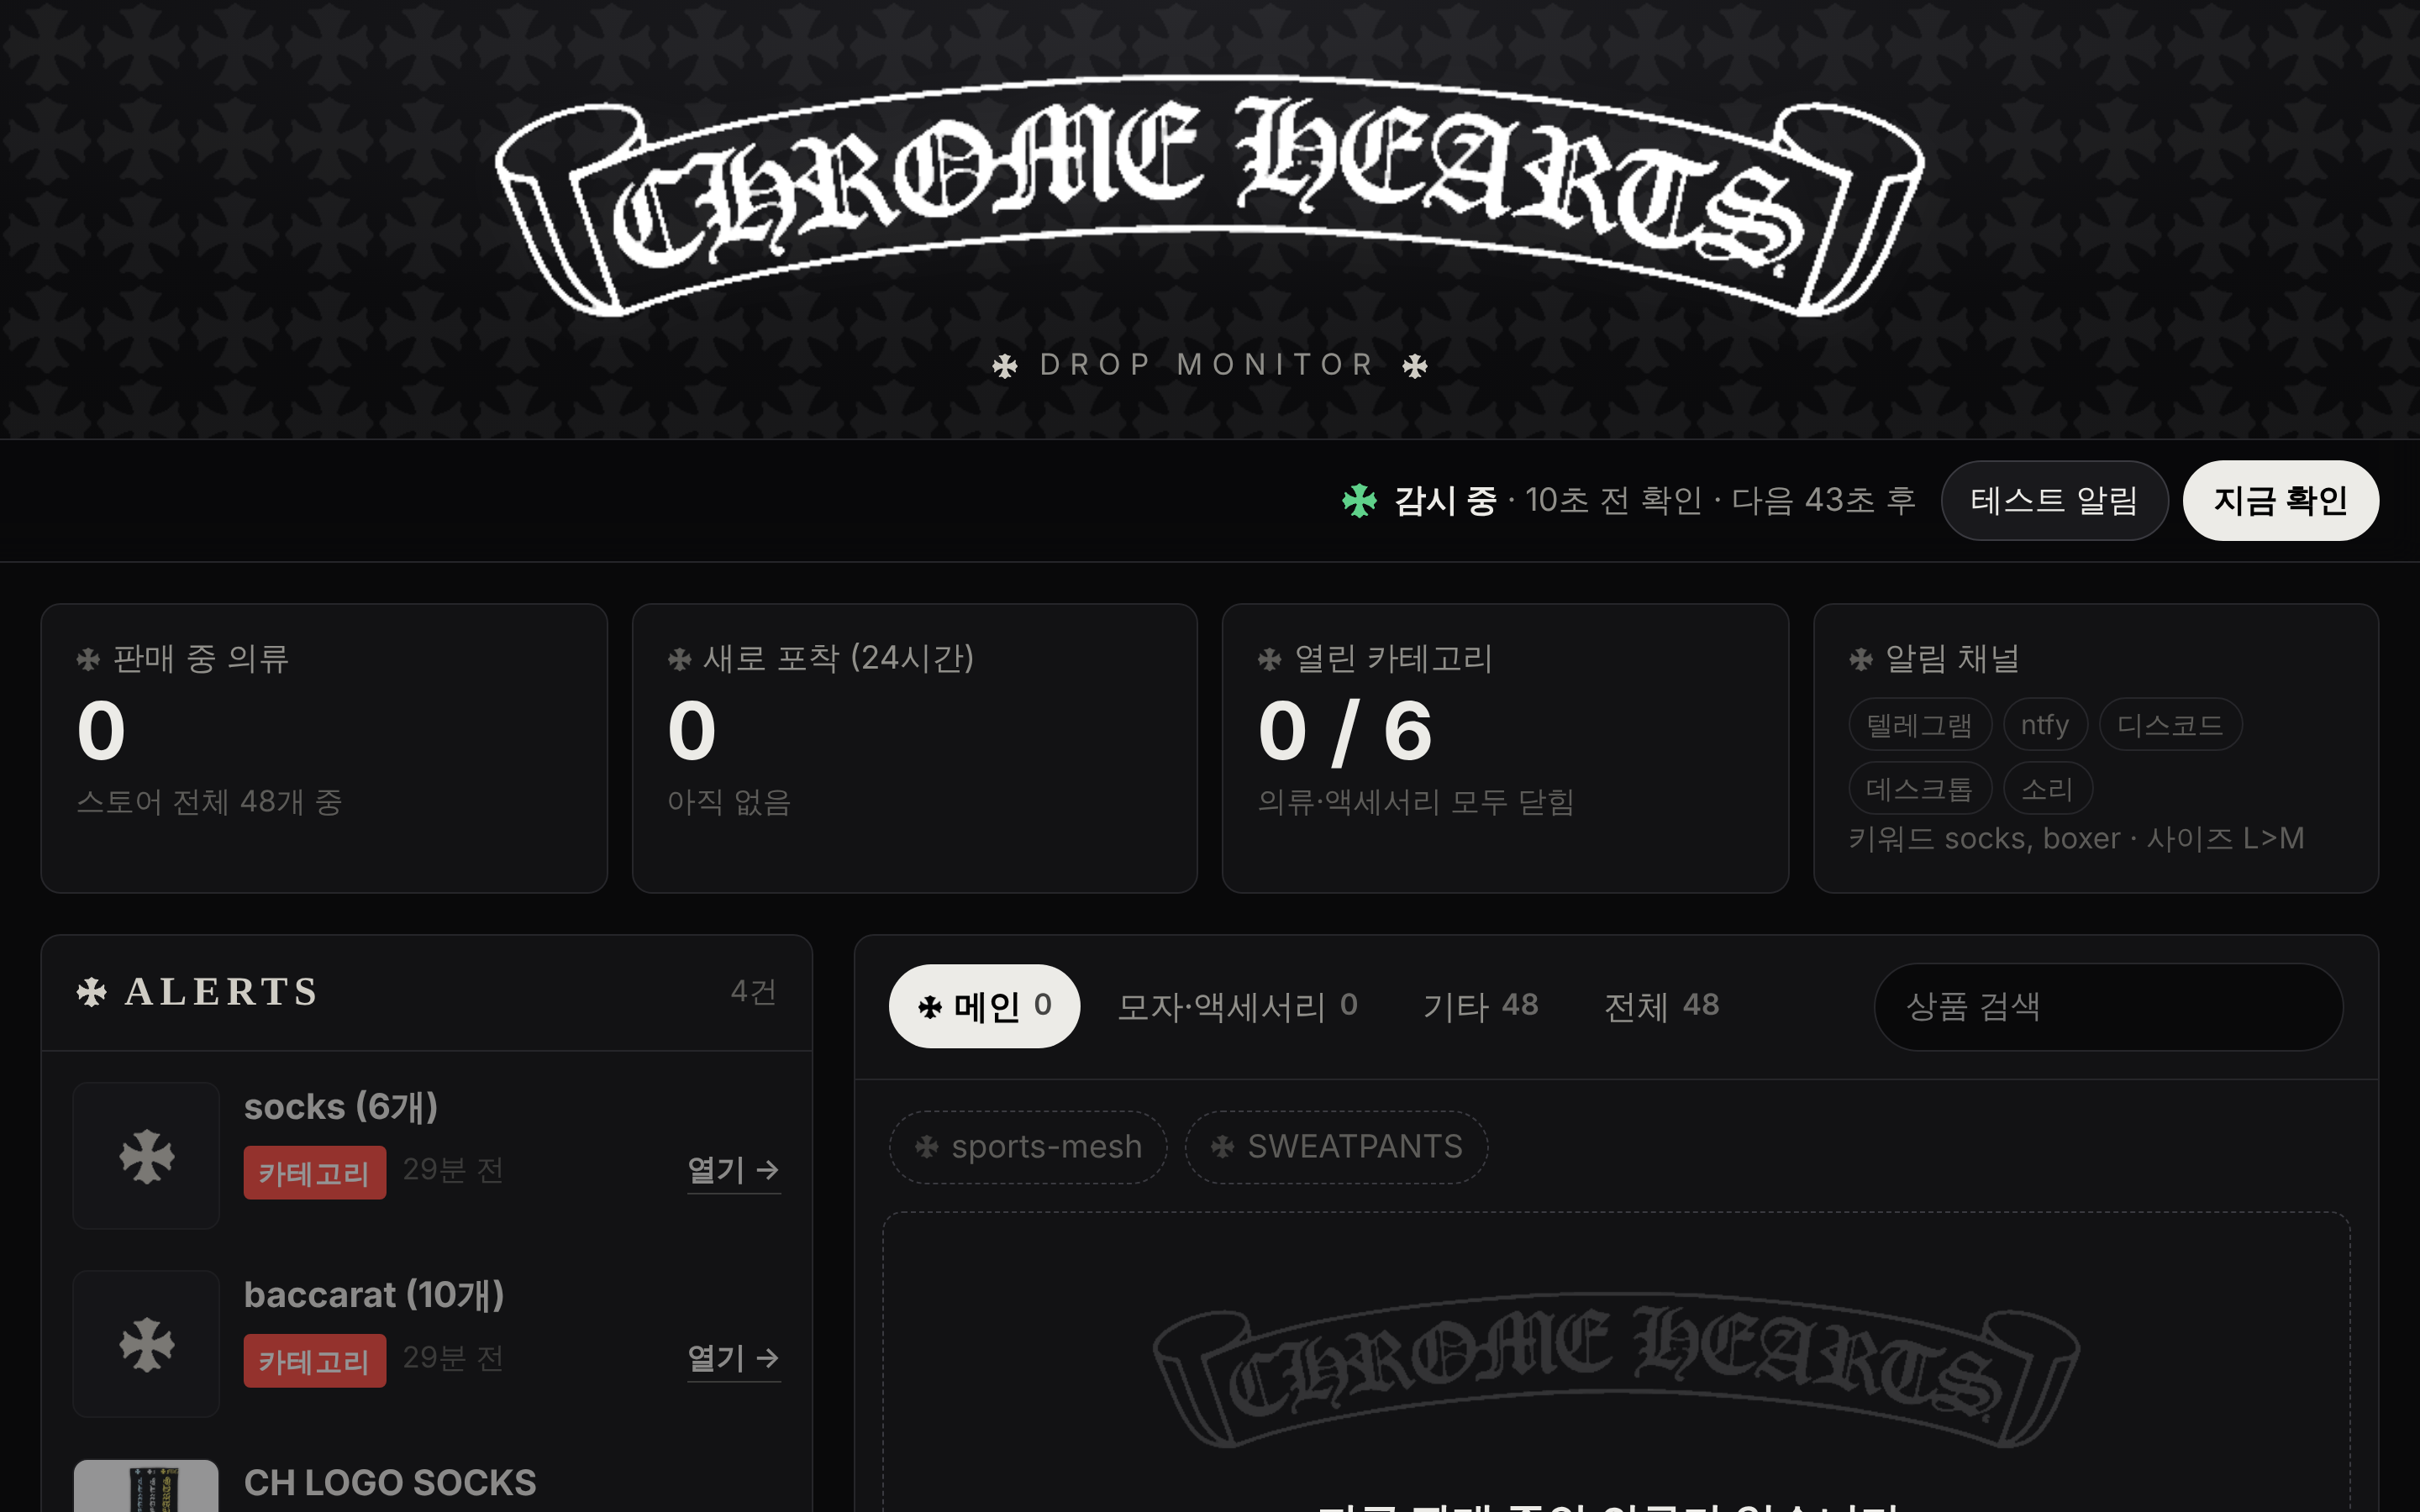 CHROME HEARTS
DROP MONITOR
감시 중 · 10초 전 확인 · 다음 43초 후
테스트 알림
지금 확인
판매 중 의류
0
스토어 전체 48개 중
새로 포착 (24시간)
0
아직 없음
열린 카테고리
0 / 6
의류·액세서리 모두 닫힘
알림 채널
텔레그램 ntfy 디스코드
데스크톱 소리
키워드 socks, boxer · 사이즈 L>M
ALERTS 4건
socks (6개)
카테고리 29분 전 열기 →
baccarat (10개)
카테고리 29분 전 열기 →
CH LOGO SOCKS
메인 0 모자·액세서리 0 기타 48 전체 48 상품 검색
sports-mesh SWEATPANTS
CHROME HEARTS